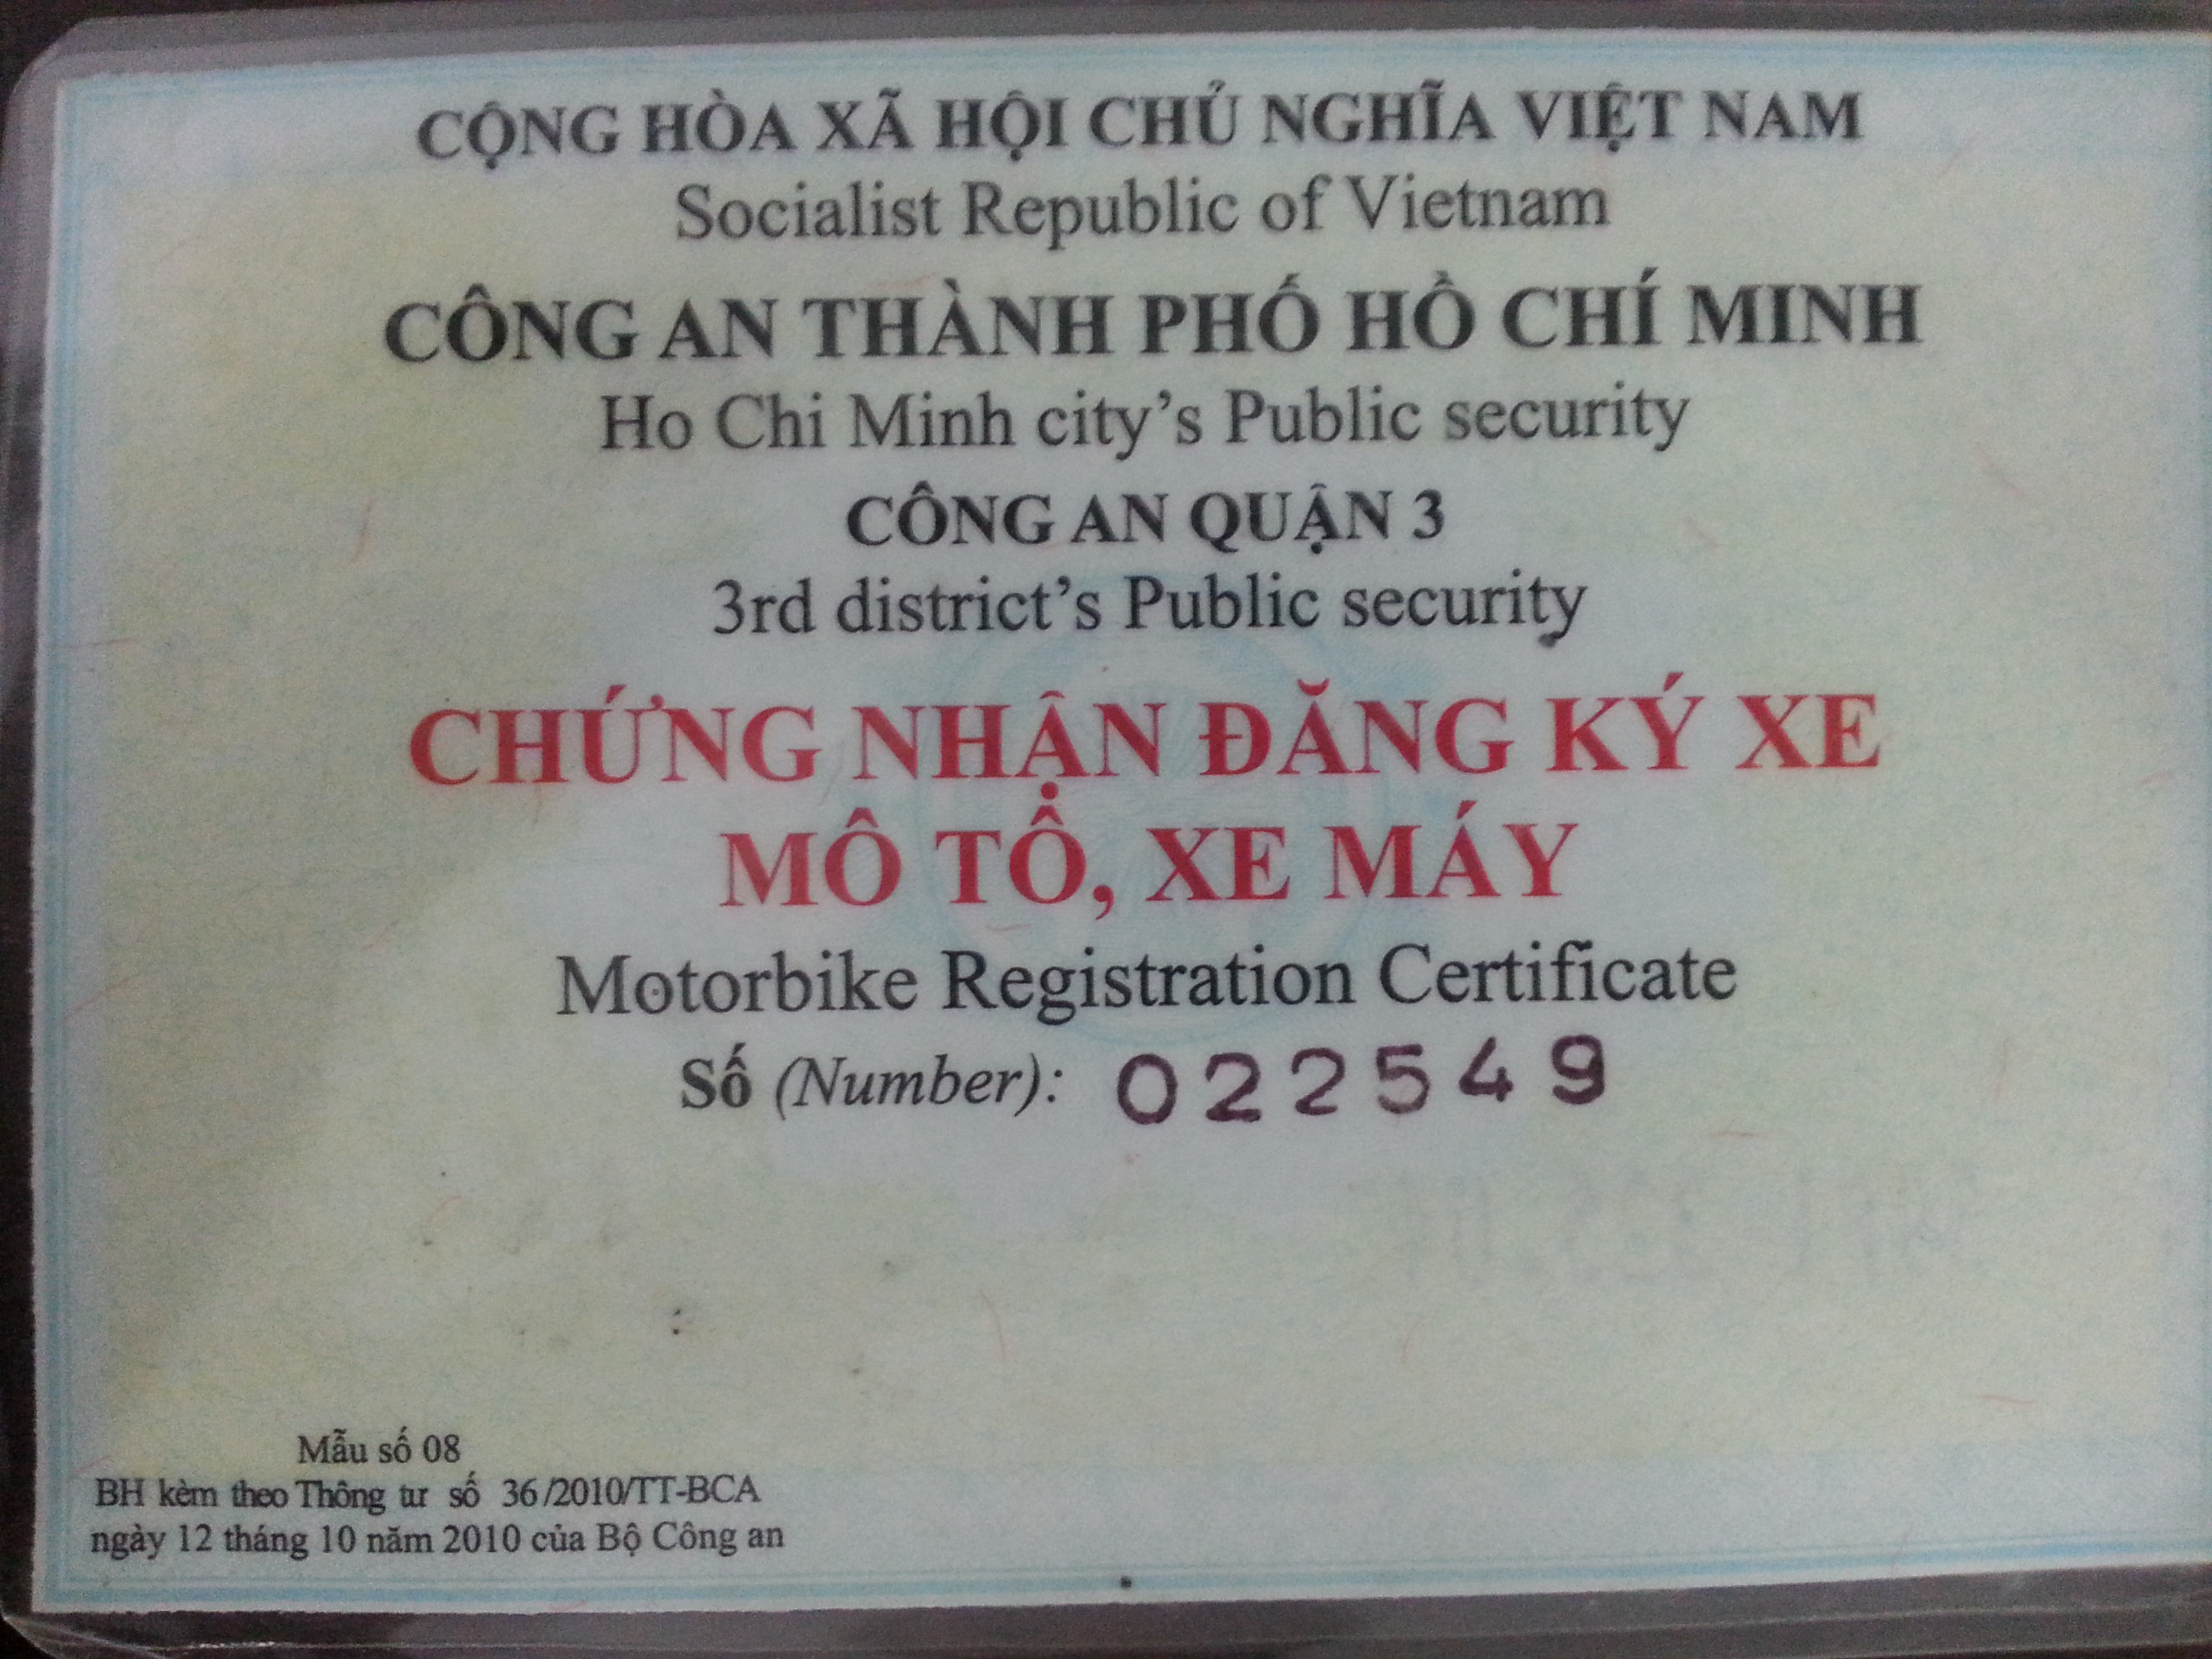 CỘNG HÒA XÃ HỘI CHỦ NGHĨA VIỆT NAM
Socialist Republic of Vietnam
CÔNG AN THÀNH PHỐ HỒ CHÍ MINH
Ho Chi Minh city's Public security
CÔNG AN QUẬN 3
3rd district's Public security
CHỨNG NHẬN ĐĂNG KÝ XE
MÔ TÔ, XE MÁY
Motorbike Registration Certificate
Số (Number): 022549
Mẫu số 08
BH kèm theo Thông tư số 36/2010/TT-BCA
ngày 12 tháng 10 năm 2010 của Bộ Công an